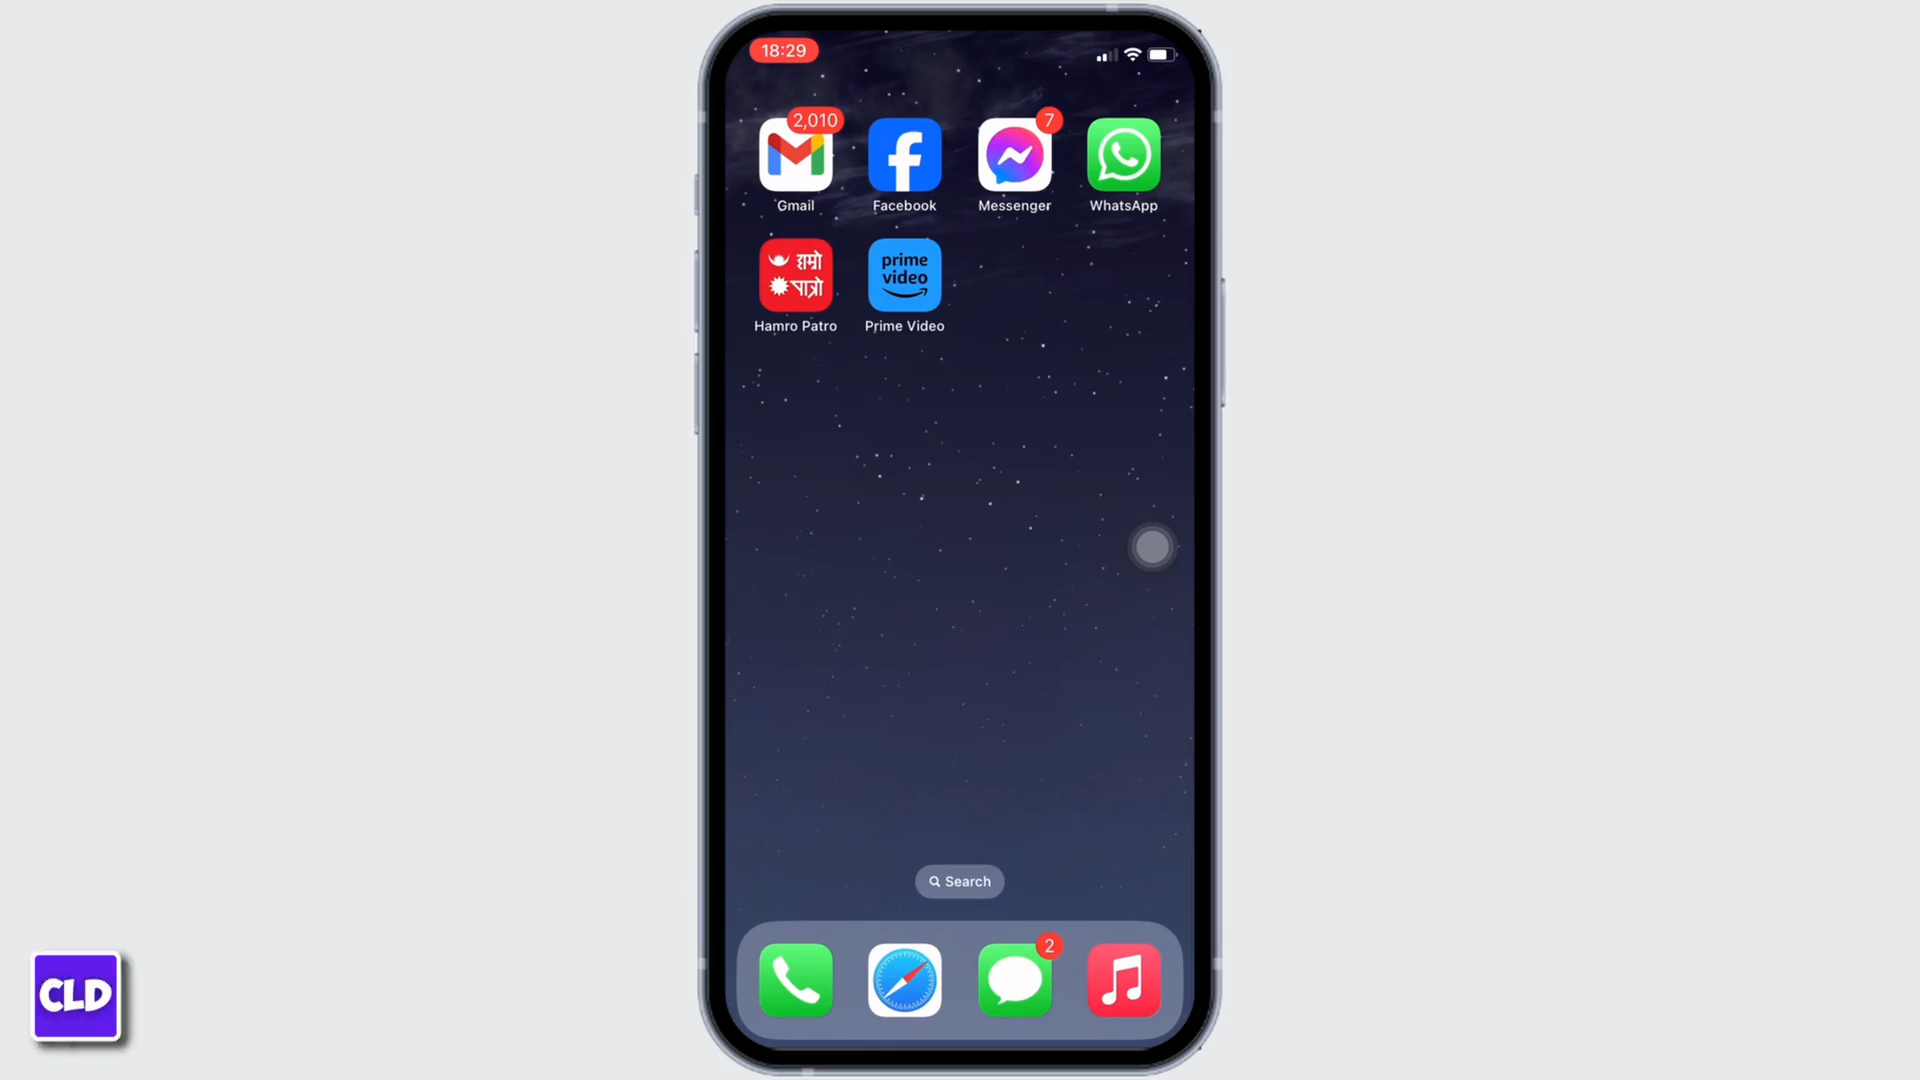 18:29
2,010
7
Gmail
Facebook
Messenger
WhatsApp
हाम्रो
पात्रो
prime
video
Hamro Patro
Prime Video
Search
2
CLD